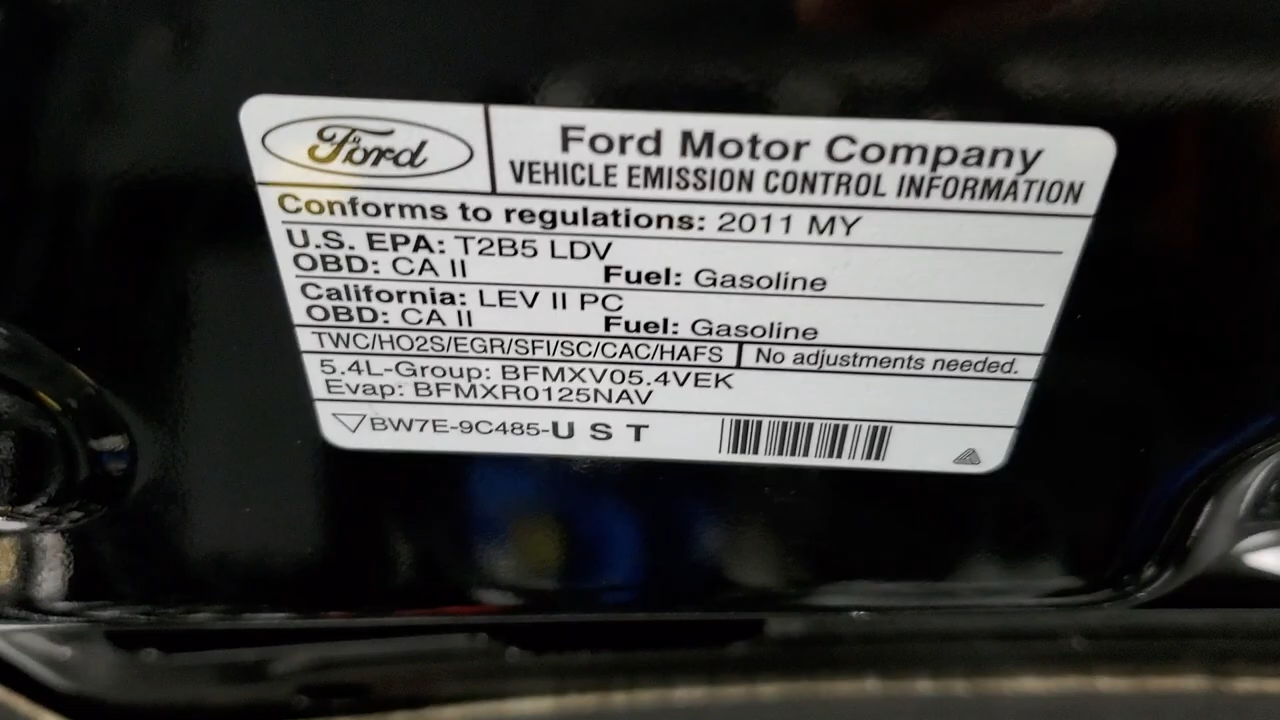 Ford
Ford Motor Company
VEHICLE EMISSION CONTROL INFORMATION
Conforms to regulations: 2011 MY
U.S. EPA: T2B5 LDV
OBD: CA II Fuel: Gasoline
California: LEV II PC
OBD: CA II Fuel: Gasoline
TWC/HO2S/EGR/SFI/SC/CAC/HAFS No adjustments needed.
5.4L-Group: BFMXV05.4VEK
Evap: BFMXR0125NAV
BW7E-9C485-U S T